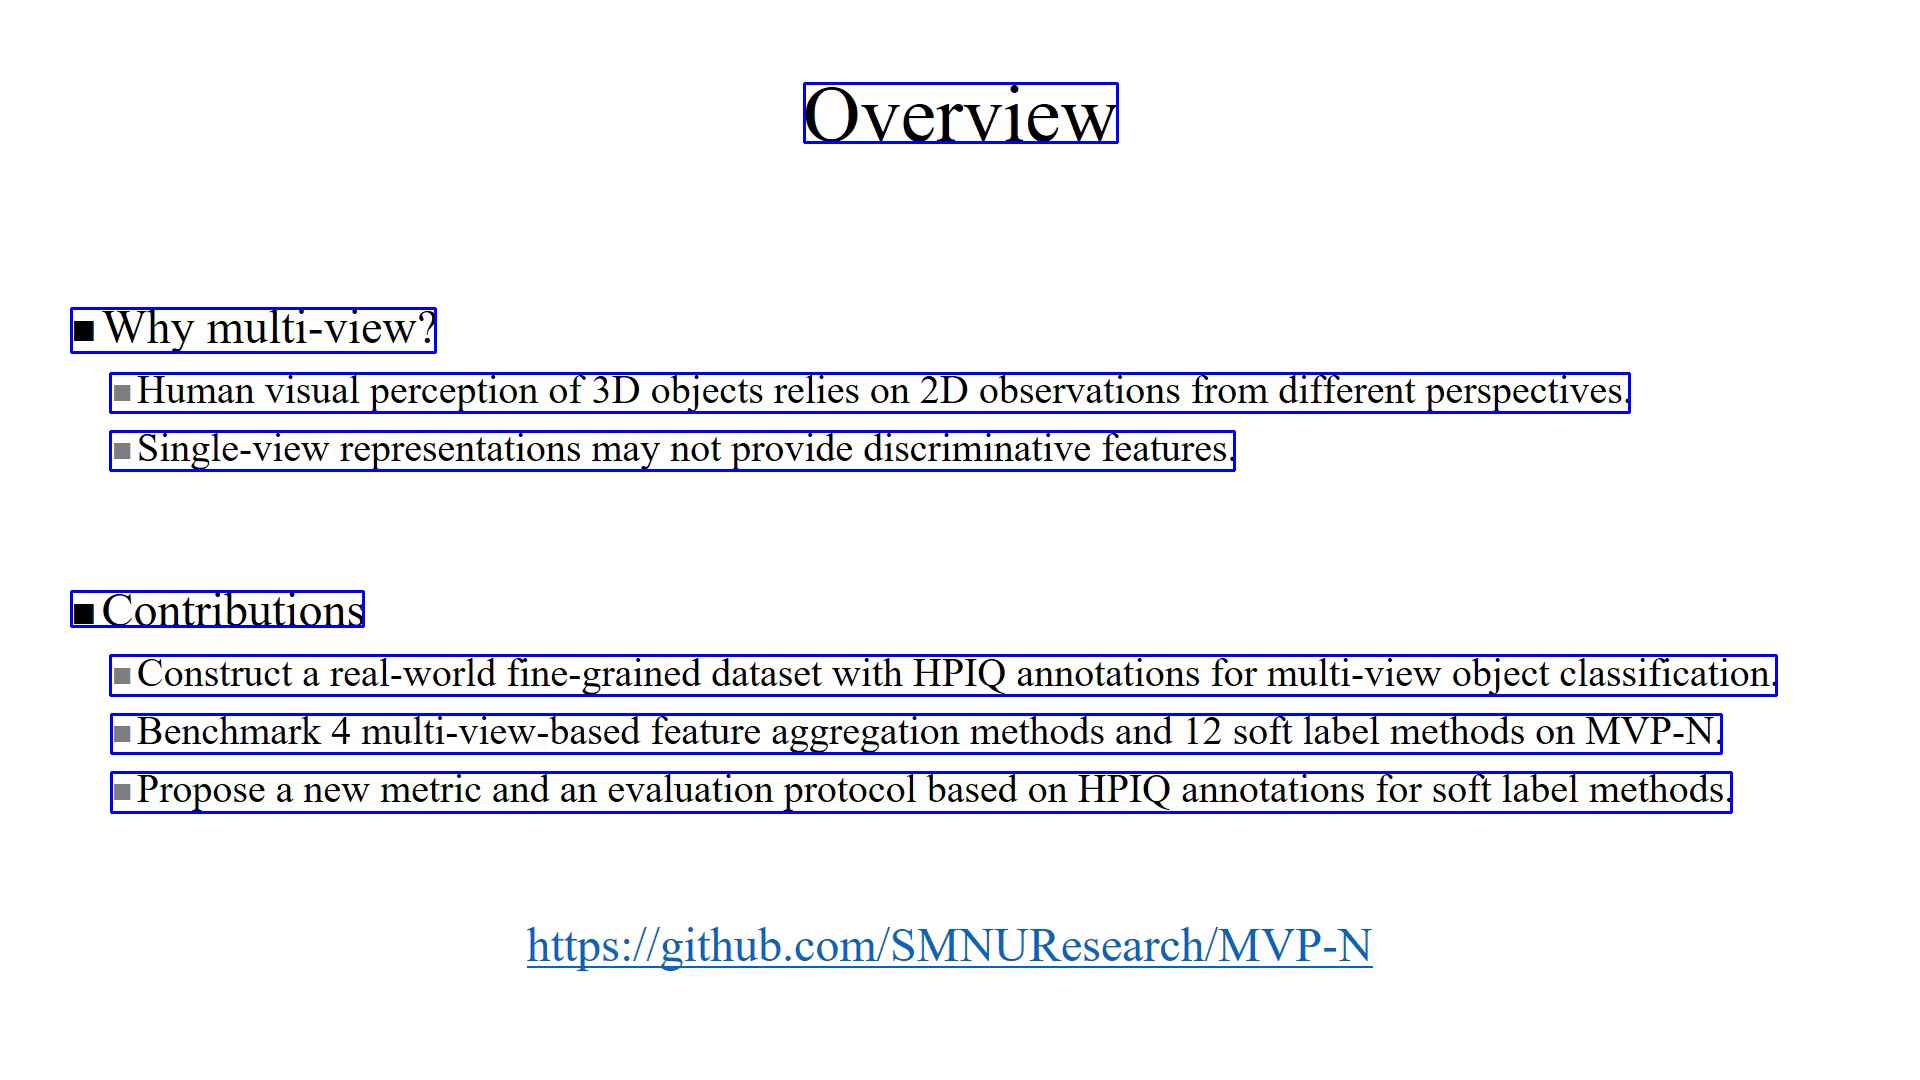 Overview
■ Why multi-view?
■ Human visual perception of 3D objects relies on 2D observations from different perspectives.
■ Single-view representations may not provide discriminative features.
■ Contributions
■ Construct a real-world fine-grained dataset with HPIQ annotations for multi-view object classification.
■ Benchmark 4 multi-view-based feature aggregation methods and 12 soft label methods on MVP-N.
■ Propose a new metric and an evaluation protocol based on HPIQ annotations for soft label methods.
https://github.com/SMNUResearch/MVP-N